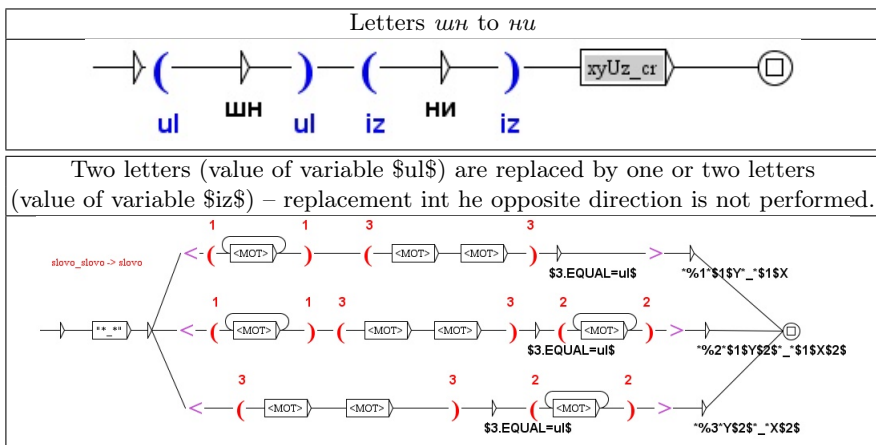 Letters шн to ни
( ) ( ) xyUz_cr
шн ни
ul ul iz iz
Two letters (value of variable $ul$) are replaced by one or two letters
(value of variable $iz$) – replacement int he opposite direction is not performed.
1 1 3 3
< ( <MOT> ) ( <MOT> <MOT> ) >
slovo_slovo -> slovo
$3.EQUAL=ul$ *%1*$1$Y*_*$1$X
1 1 3 3 2 2
"*_*" < ( <MOT> ) ( <MOT> <MOT> ) ( <MOT> ) >
$3.EQUAL=ul$ *%2*$1$Y$2$*_*$1$X$2$
3 3 2 2
< ( <MOT> <MOT> ) ( <MOT> ) >
$3.EQUAL=ul$ *%3*Y$2$*_*X$2$